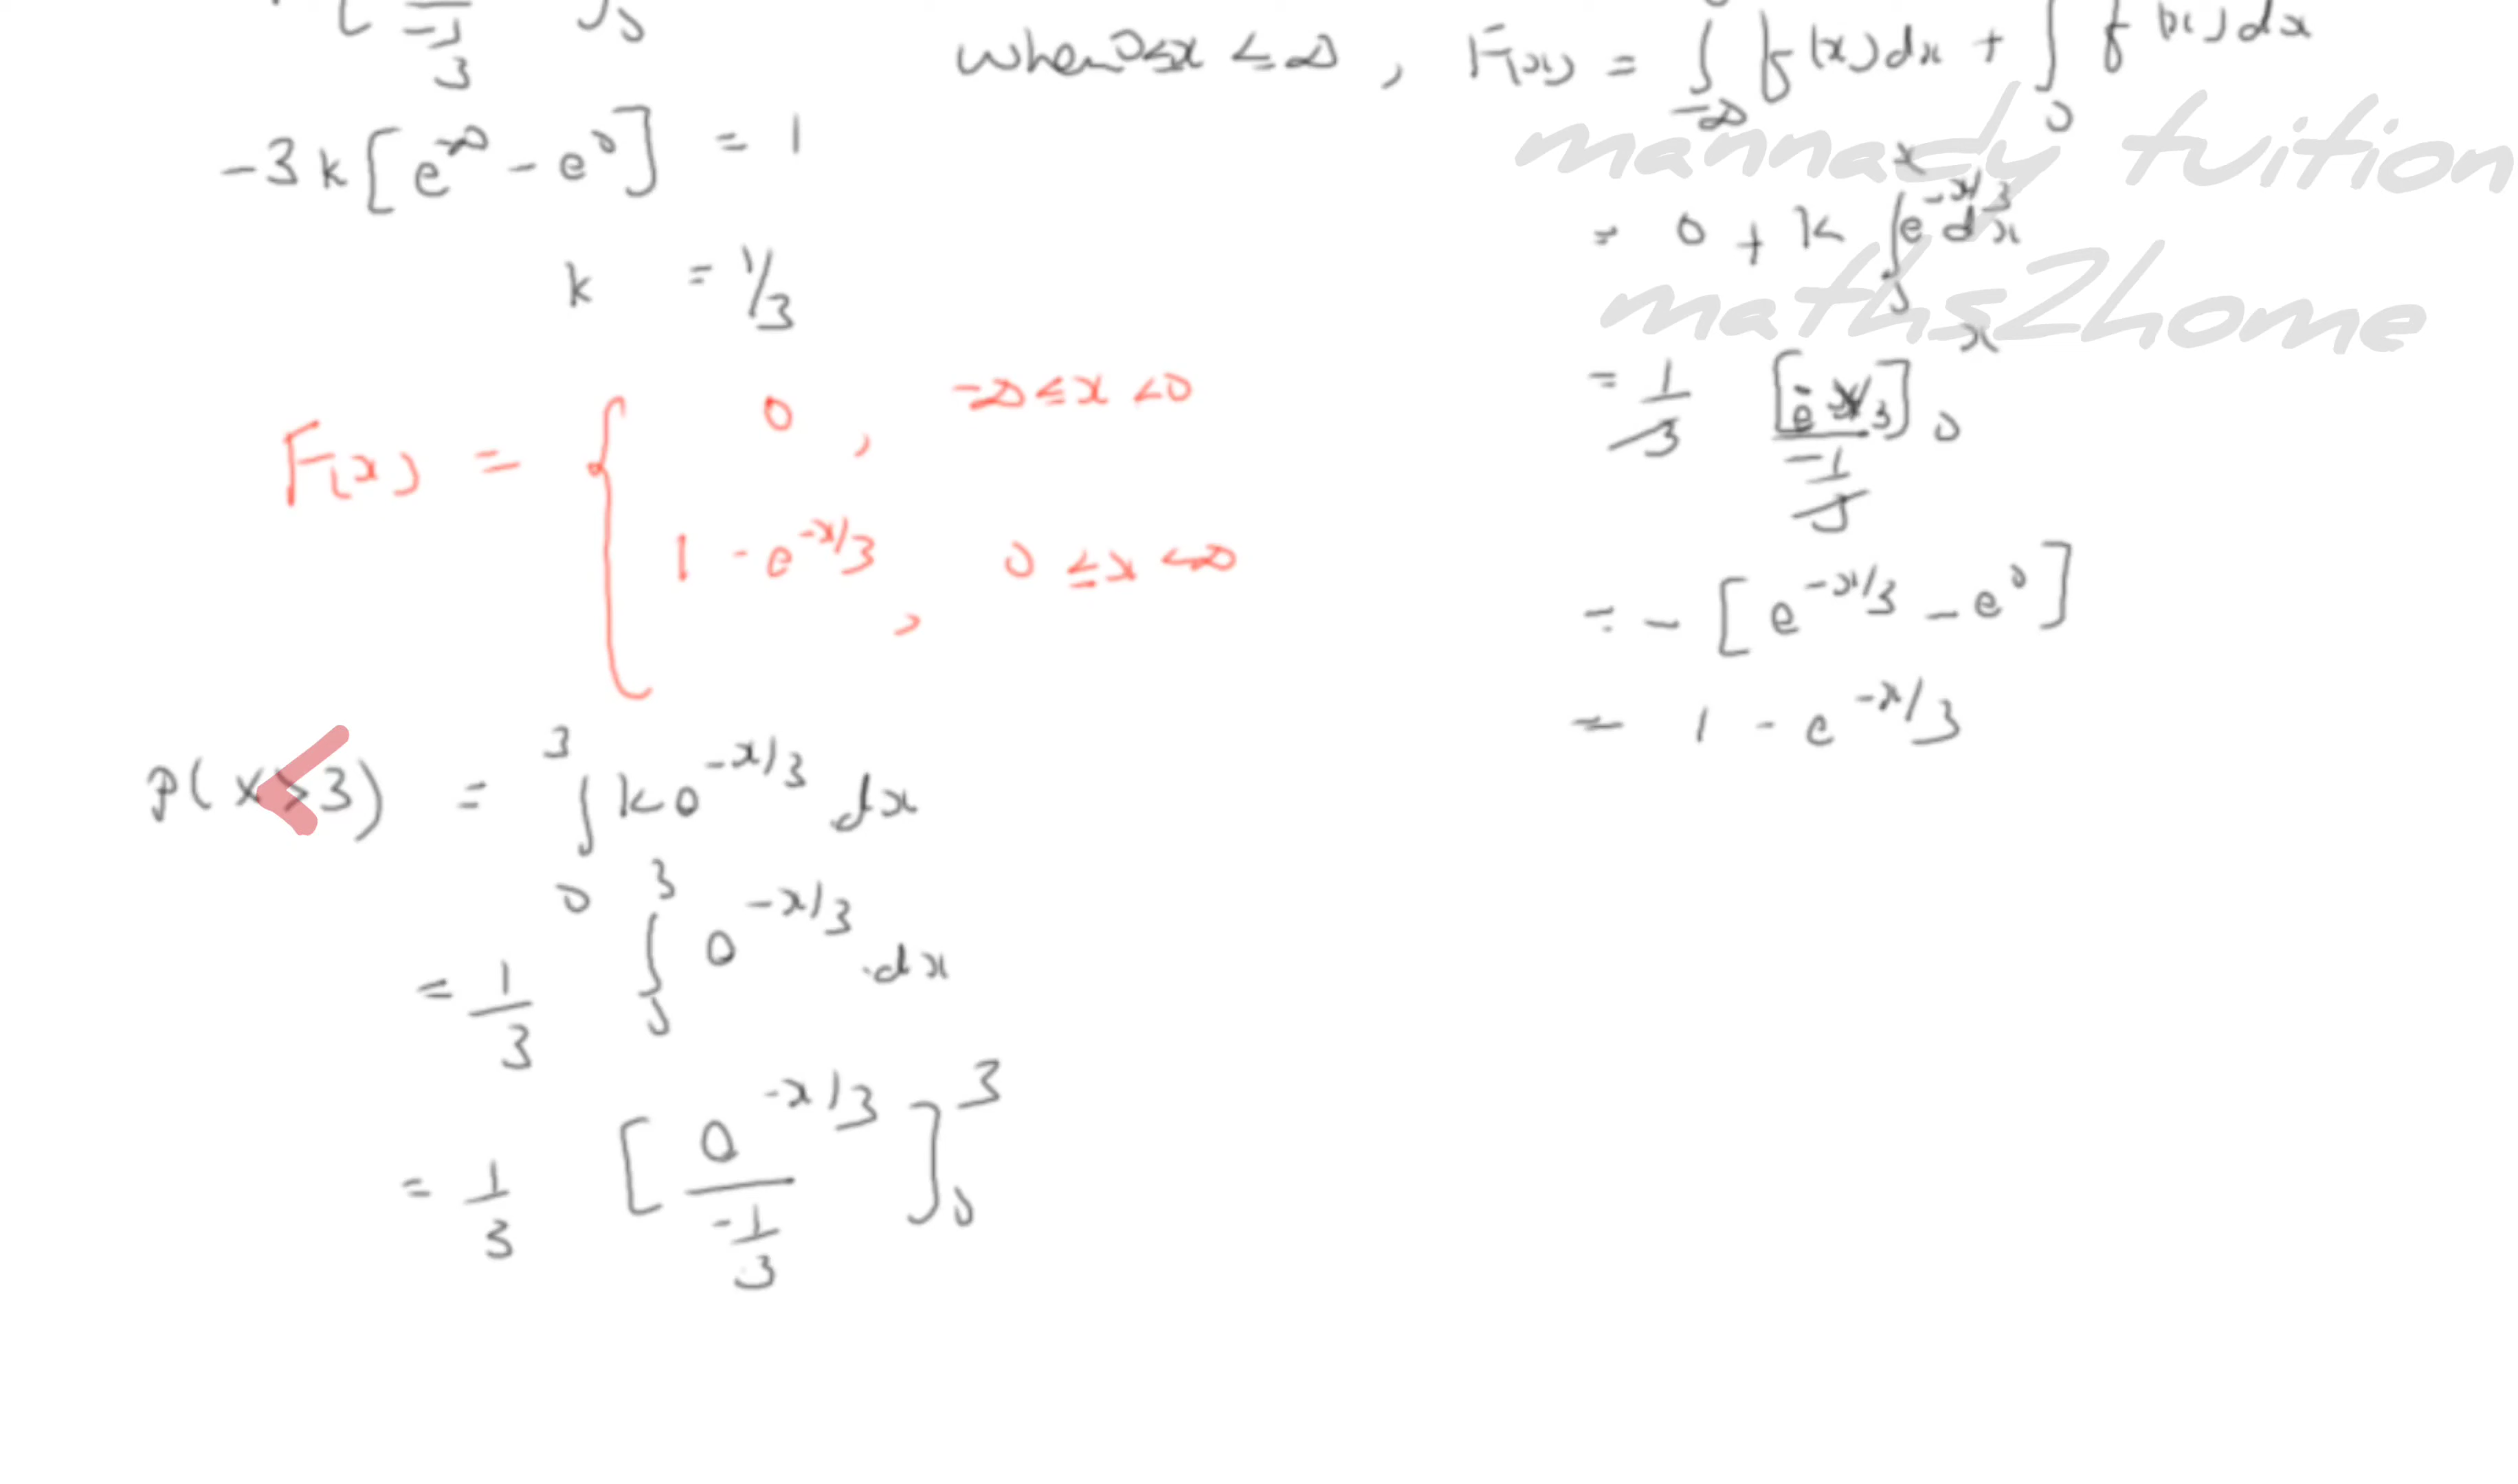 -1/3 ]0
-3k[e^-∞ - e^0] = 1
k = 1/3
F(x) = { 0 , -∞ ≤ x < 0
1 - e^-x/3 , 0 ≤ x < ∞
P(x < 3) = ∫_0^3 k e^-x/3 dx
= 1/3 ∫_0^3 e^-x/3 dx
= 1/3 [e^-x/3 / -1/3]_0^3
when 0 ≤ x ≤ ∞ , F(x) = ∫_-∞ f(x) dx + ∫_0 f(x) dx
= 0 + k ∫_0^x e^-x/3 dx
= 1/3 [e^-x/3 / -1/3]_0^x
= - [e^-x/3 - e^0]
= 1 - e^-x/3
mannady tuition
maths2home